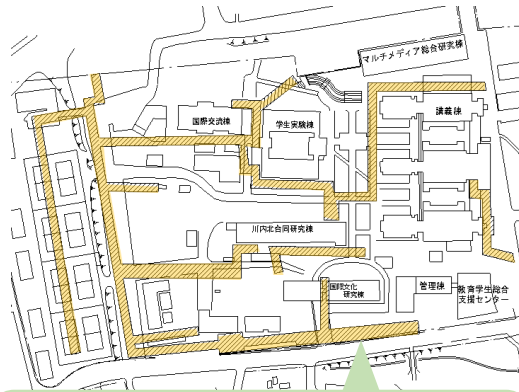 マルチメディア総合研究棟
講義棟
国際交流棟
学生実験棟
川内北合同研究棟
国際文化
研究棟
管理棟
教育学生総合
支援センター